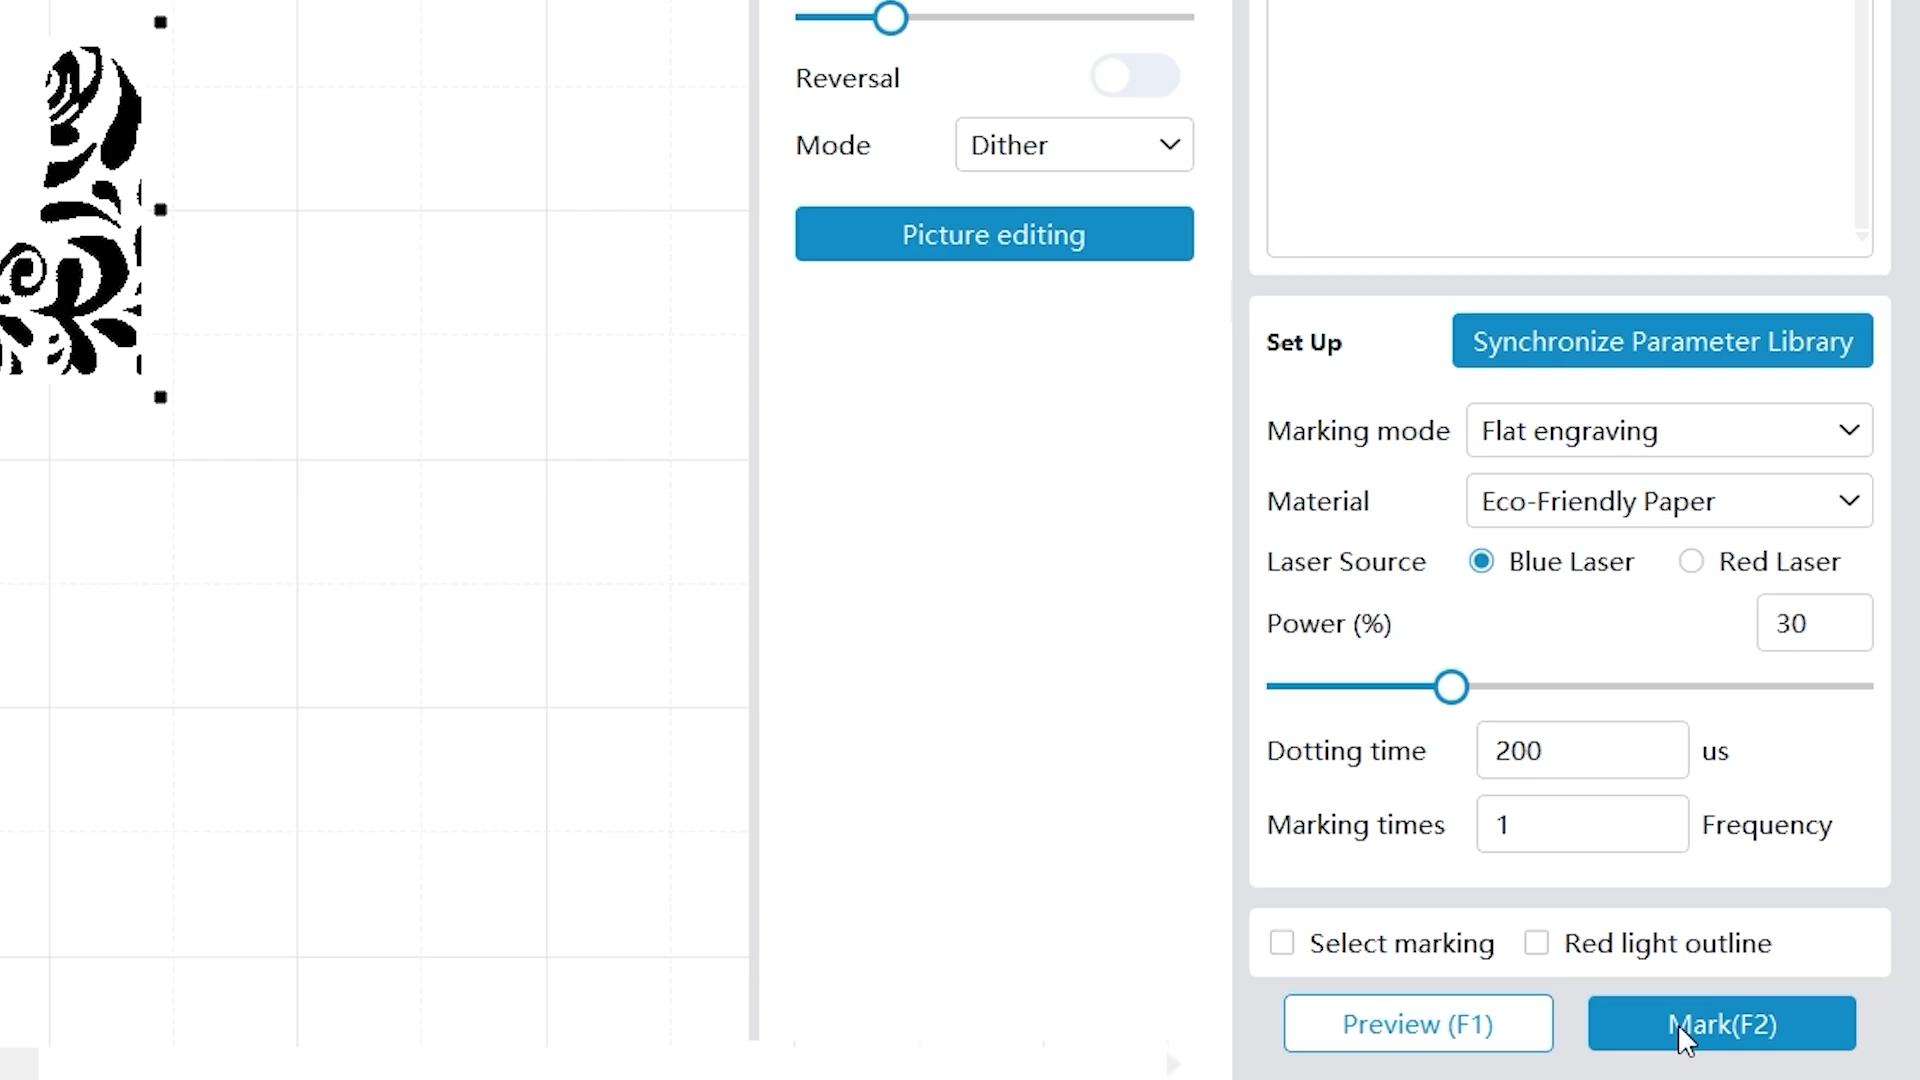 Reversal
Mode Dither
Picture editing
Set Up Synchronize Parameter Library
Marking mode Flat engraving
Material Eco-Friendly Paper
Laser Source Blue Laser Red Laser
Power (%) 30
Dotting time 200 us
Marking times 1 Frequency
Select marking Red light outline
Preview (F1) Mark(F2)